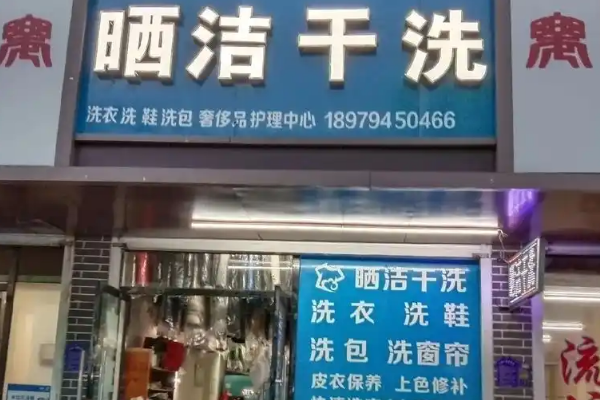 晒洁干洗
洗衣 洗鞋 洗包 奢侈品护理中心 18979450466
晒洁干洗
洗衣 洗鞋
洗包 洗窗帘
皮衣保养 上色修补
流